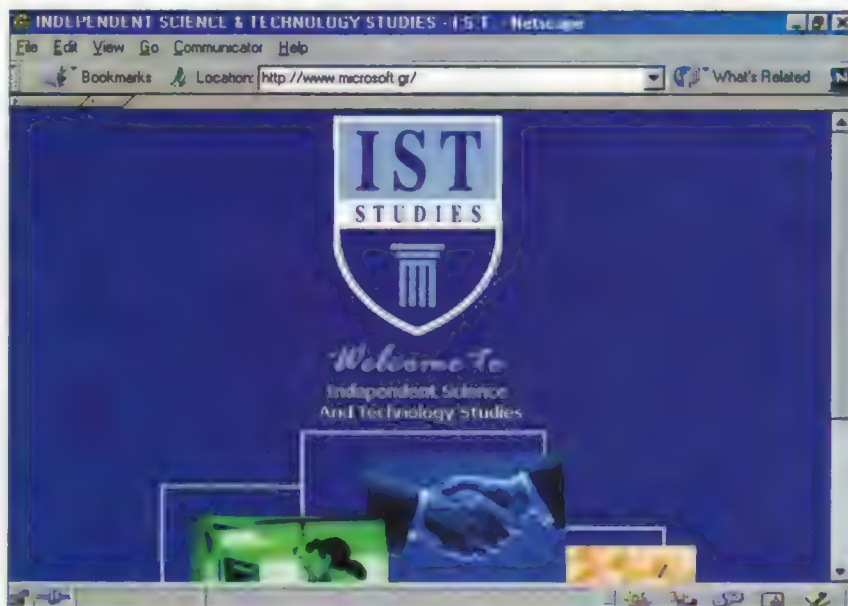 INDEPENDENT SCIENCE & TECHNOLOGY STUDIES - I.S.T. - Netscape
File Edit View Go Communicator Help
Bookmarks Location: http://www.microsoft.gr/ What's Related N
IST
STUDIES
Welcome To
Independent Science
And Technology Studies